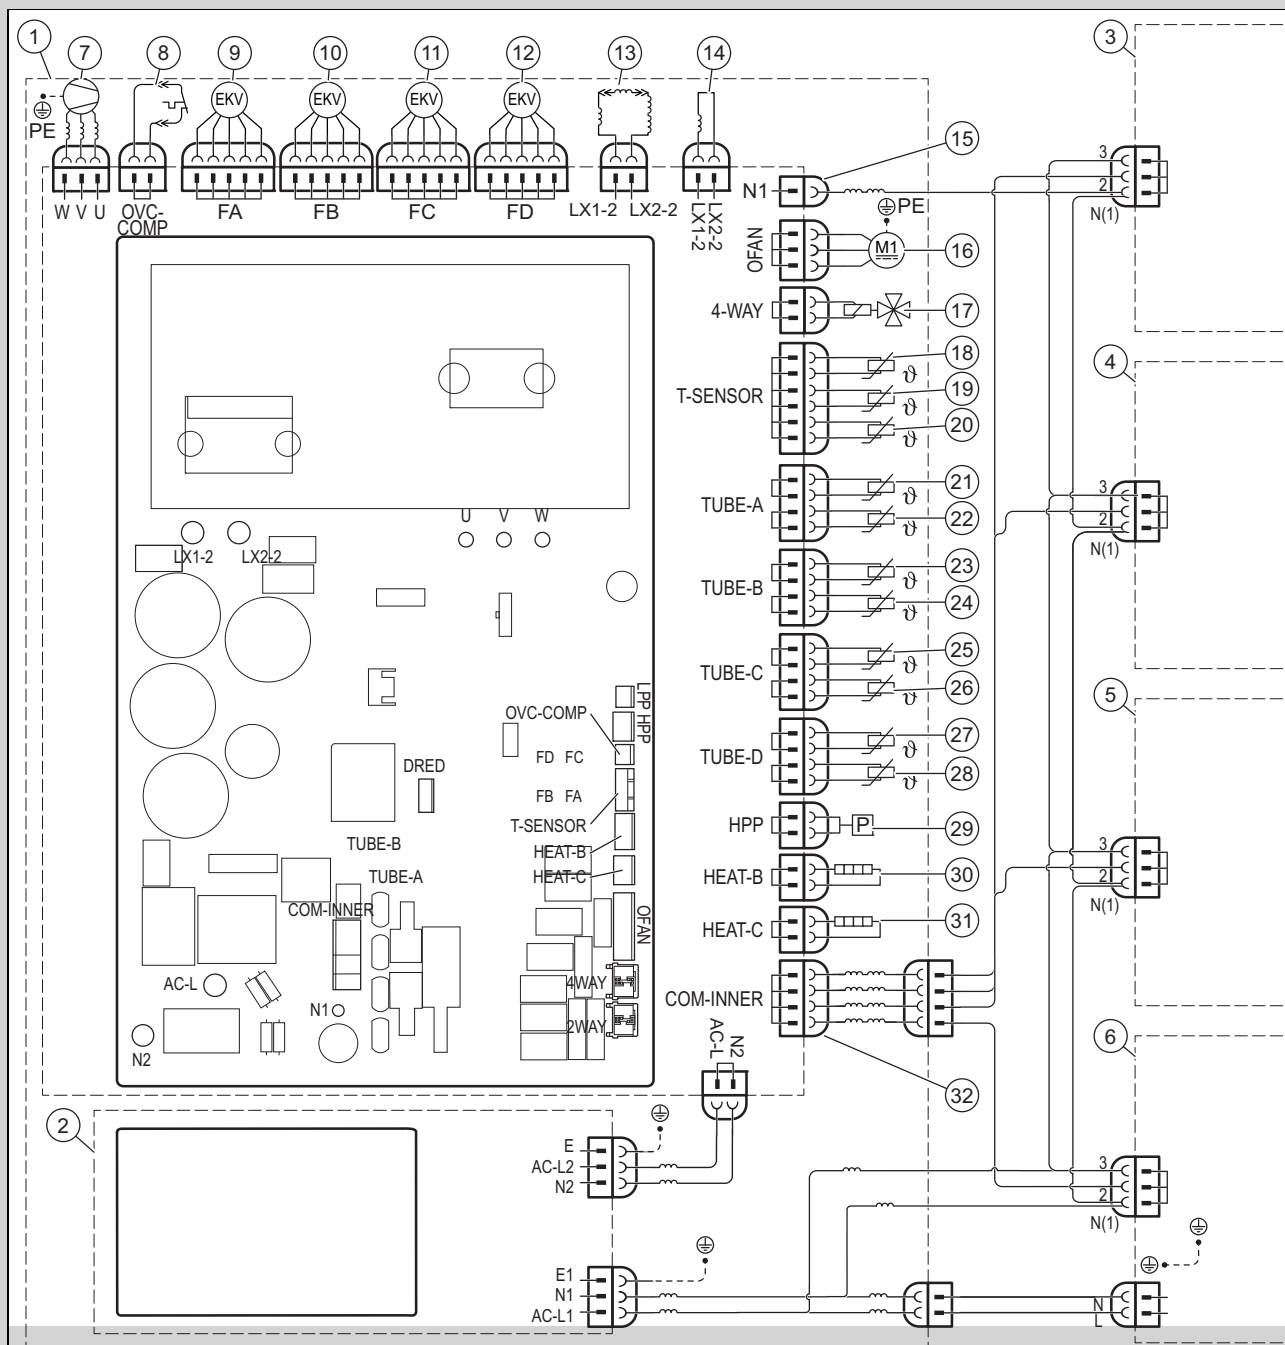 1 7 8 9 10 11 12 13 14 3
EKV EKV EKV EKV
PE
W V U OVC-COMP FA FB FC FD LX1-2 LX2-2 LX1-2 LX2-2
N1 15
3
2
N(1)
PE
OFAN M1 16
4-WAY 17
T-SENSOR
18
ϑ
19
ϑ
20
ϑ
4
TUBE-A
21
ϑ
22
ϑ
3
2
N(1)
U V W
LX1-2 LX2-2
TUBE-B
23
ϑ
24
ϑ
TUBE-C
25
ϑ
26
ϑ
5
LPP HPP
OVC-COMP
FD FC
DRED
FB FA
T-SENSOR
TUBE-B
HEAT-B
TUBE-A
HEAT-C
COM-INNER
OFAN
TUBE-D
27
ϑ
28
ϑ
HPP P 29
HEAT-B 30
HEAT-C 31
3
2
N(1)
AC-L
4WAY
N1
2WAY
N2
COM-INNER
AC-L N2
32
6
2
E
AC-L2
N2
3
2
N(1)
E1
N1
AC-L1
N
L